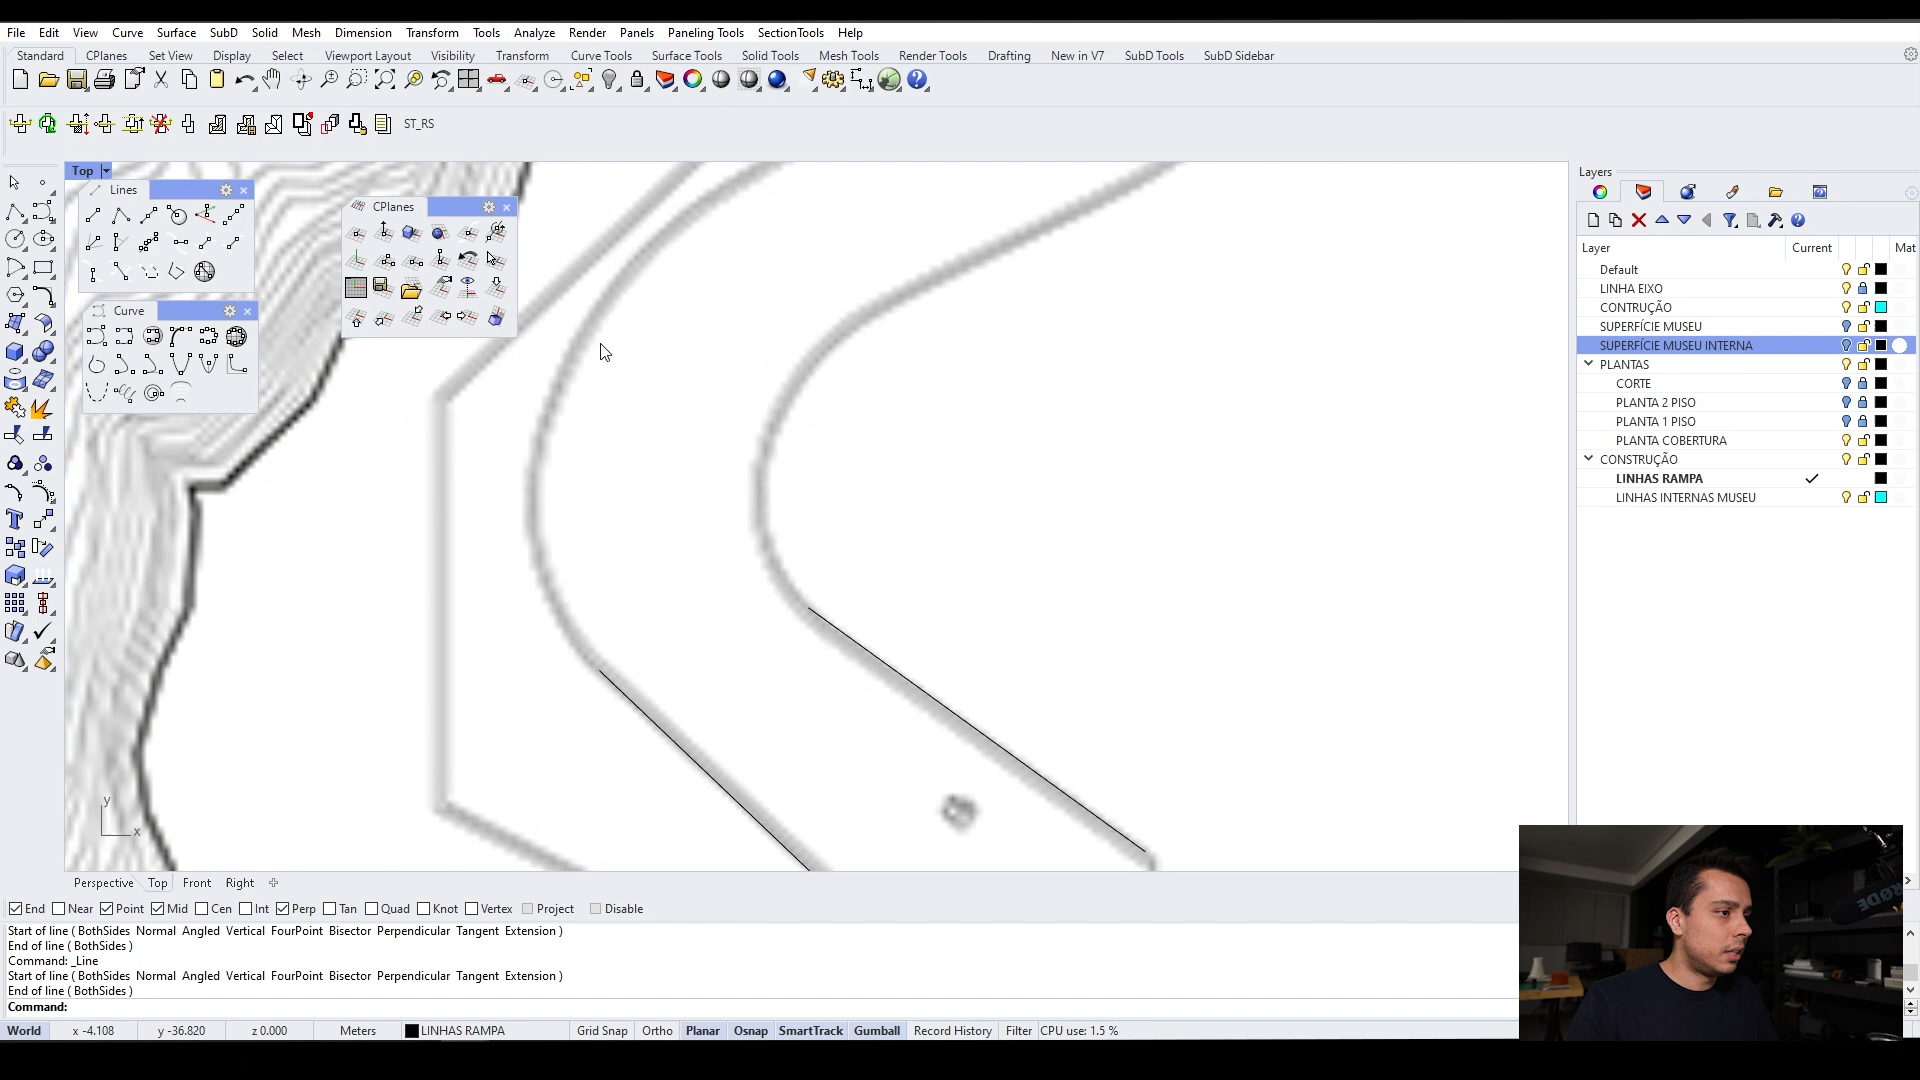 File Edit View Curve Surface Solid SubD Mesh Dimension Transform Tools Analyze Render Panels Paneling Tools SectionTools Help
Standard CPlanes Set View Display Select Viewport Layout Visibility Transform Curve Tools Surface Tools Solid Tools Mesh Tools Render Tools Drafting New in V7 SubD Tools SubD Sidebar
ST_RS
Top
Lines
CPlanes
Curve
y
x
Layers
Layer Current Mat
Default
LINHA EIXO
CONTRUÇÃO
SUPERFÍCIE MUSEU
SUPERFÍCIE MUSEU INTERNA
PLANTAS
CORTE
PLANTA 2 PISO
PLANTA 1 PISO
PLANTA COBERTURA
CONSTRUÇÃO
LINHAS RAMPA
LINHAS INTERNAS MUSEU
Perspective Top Front Right
End Near Point Mid Cen Int Perp Tan Quad Knot Vertex Project Disable
Start of line ( BothSides Normal Angled Vertical FourPoint Bisector Perpendicular Tangent Extension )
End of line ( BothSides )
Command: _Line
Start of line ( BothSides Normal Angled Vertical FourPoint Bisector Perpendicular Tangent Extension )
End of line ( BothSides )
Command:
World x -4.108 y -36.820 z 0.000 Meters LINHAS RAMPA Grid Snap Ortho Planar Osnap SmartTrack Gumball Record History Filter CPU use: 1.5 %
RØDE